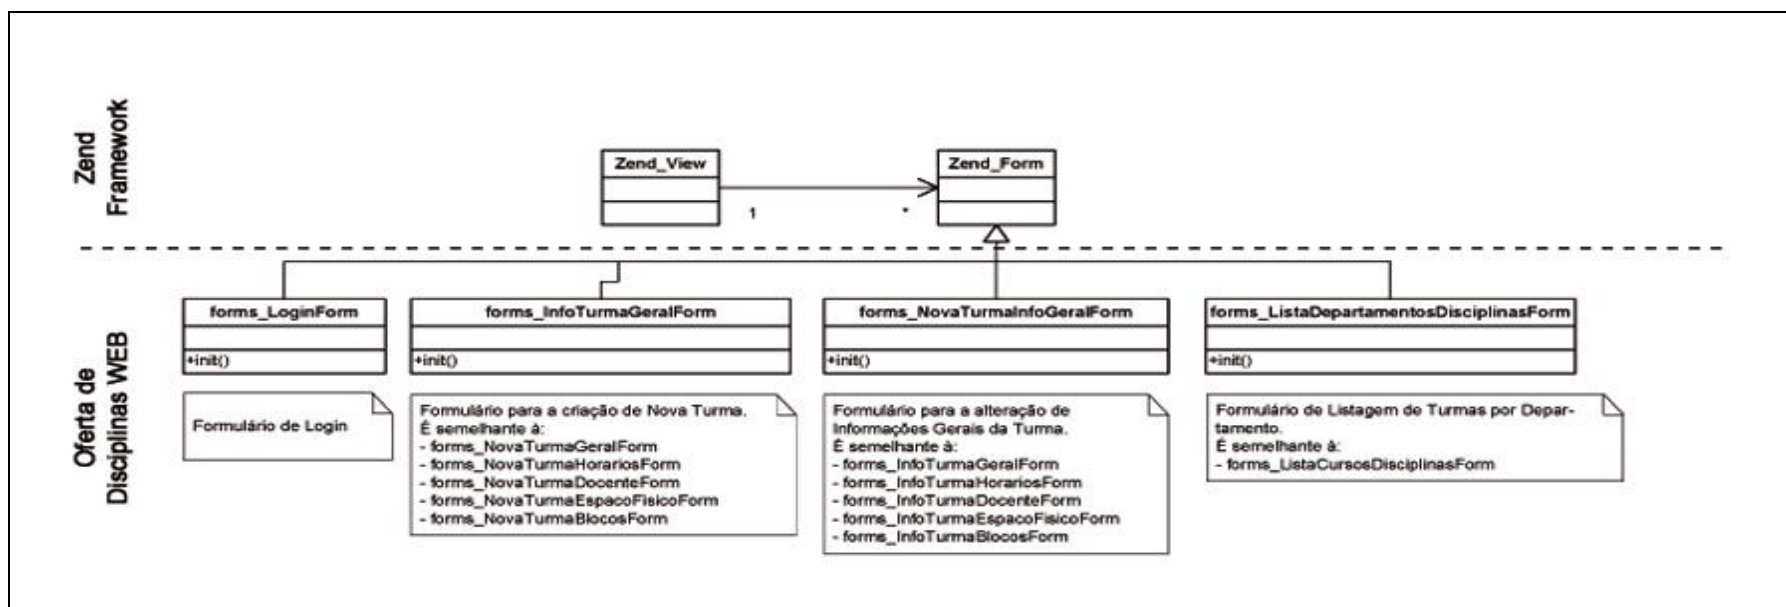 Zend
Framework
Zend_View
Zend_Form
1
*
Oferta de
Disciplinas WEB
forms_LoginForm
+init()
forms_InfoTurmaGeralForm
+init()
forms_NovaTurmaInfoGeralForm
+init()
forms_ListaDepartamentosDisciplinasForm
+init()
Formulário de Login
Formulário para a criação de Nova Turma.
É semelhante à:
- forms_NovaTurmaGeralForm
- forms_NovaTurmaHorariosForm
- forms_NovaTurmaDocenteForm
- forms_NovaTurmaEspacoFisicoForm
- forms_NovaTurmaBlocosForm
Formulário para a alteração de
Informações Gerais da Turma.
É semelhante à:
- forms_InfoTurmaGeralForm
- forms_InfoTurmaHorariosForm
- forms_InfoTurmaDocenteForm
- forms_InfoTurmaEspacoFisicoForm
- forms_InfoTurmaBlocosForm
Formulário de Listagem de Turmas por Depar-
tamento.
É semelhante à:
- forms_ListaCursosDisciplinasForm